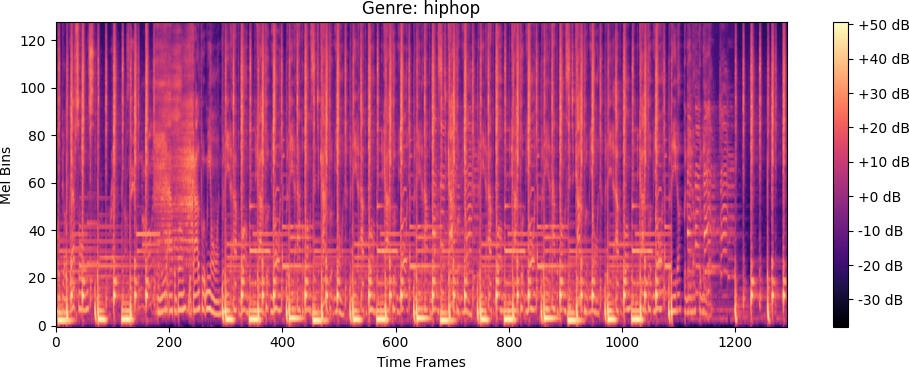 Genre: hiphop
120
100
80
60
40
20
0
Mel Bins
0 200 400 600 800 1000 1200
Time Frames
+50 dB
+40 dB
+30 dB
+20 dB
+10 dB
+0 dB
-10 dB
-20 dB
-30 dB